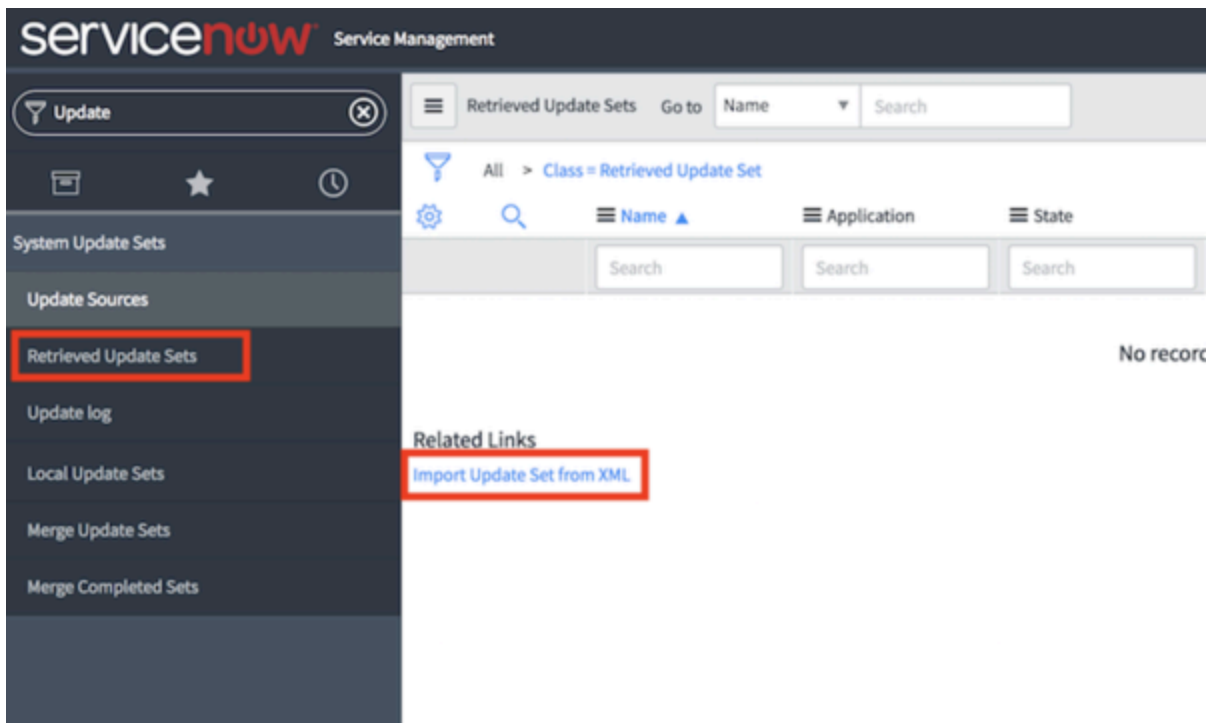 servicenow Service Management
Update
Retrieved Update Sets Go to Name Search
All > Class = Retrieved Update Set
Name Application State
Search Search Search
System Update Sets
Update Sources
Retrieved Update Sets
Update log
Local Update Sets
Merge Update Sets
Merge Completed Sets
No
Related Links
Import Update Set from XML